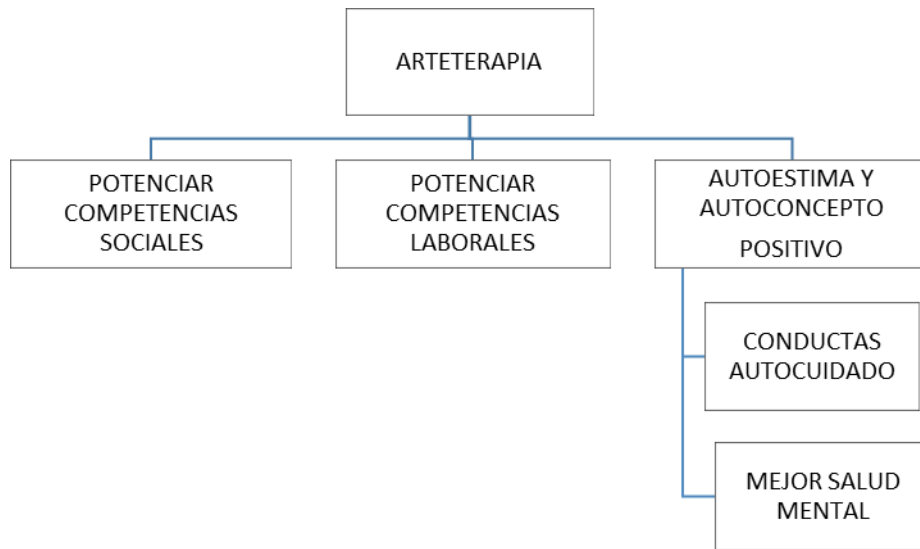 ARTETERAPIA
POTENCIAR
COMPETENCIAS
SOCIALES
POTENCIAR
COMPETENCIAS
LABORALES
AUTOESTIMA Y
AUTOCONCEPTO
POSITIVO
CONDUCTAS
AUTOCUIDADO
MEJOR SALUD
MENTAL